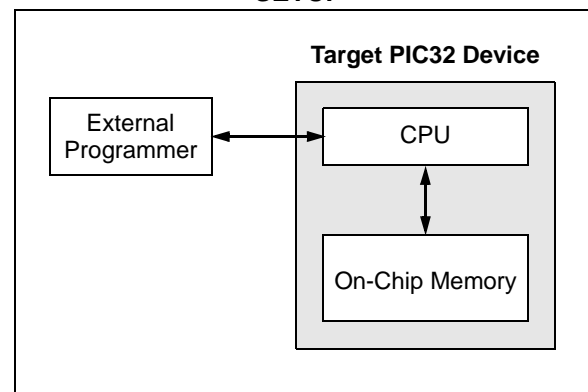 Target PIC32 Device
External
Programmer
CPU
On-Chip Memory